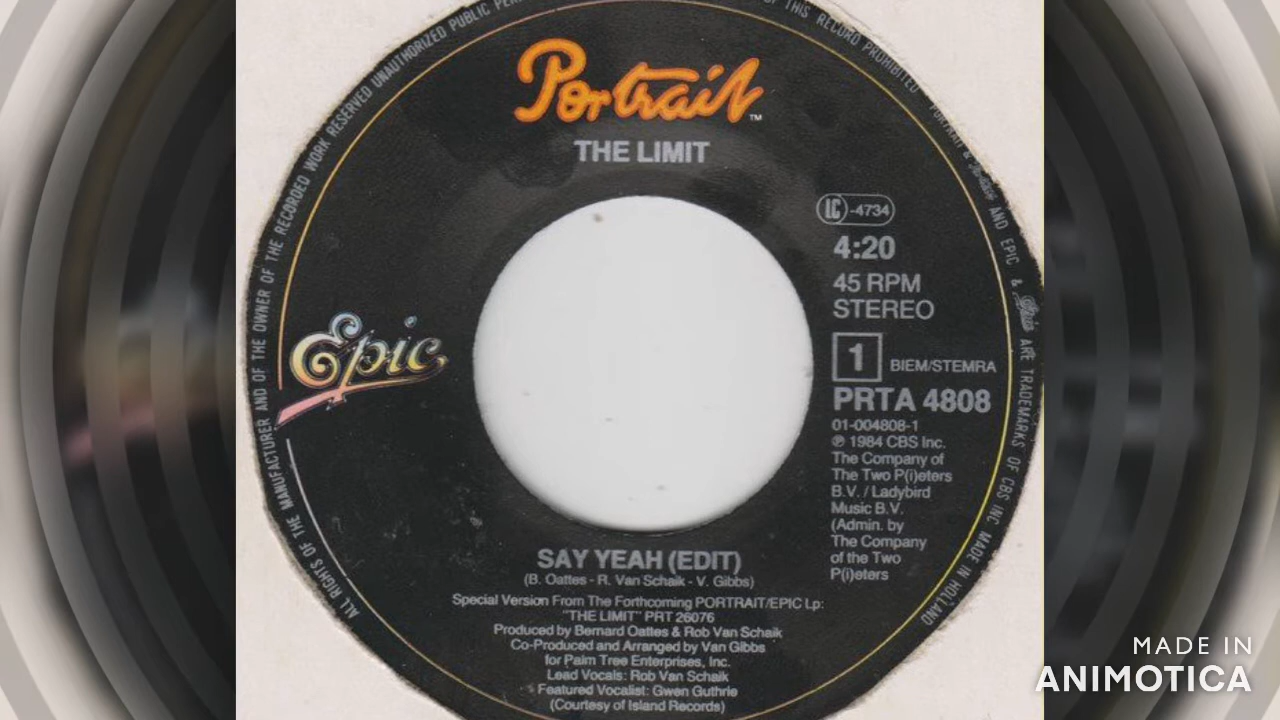 ALL RIGHTS OF THE MANUFACTURER AND OF THE OWNER OF THE RECORDED WORK RESERVED UNAUTHORIZED PUBLIC
OF THIS RECORD PROHIBITED - PORTRAIT & Portrait AND EPIC & Epic ARE TRADEMARKS OF CBS INC MADE IN HOLLAND
Portrait™
THE LIMIT
LC-4734
4:20
45 RPM
STEREO
1 BIEM/STEMRA
PRTA 4808
01-004808-1
℗ 1984 CBS Inc.
The Company of
The Two P(i)eters
B.V. / Ladybird
Music B.V.
(Admin. by
The Company
of the Two
P(i)eters
Epic
SAY YEAH (EDIT)
(B. Oattes - R. Van Schaik - V. Gibbs)
Special Version From The Forthcoming PORTRAIT/EPIC Lp:
"THE LIMIT" PRT 26076
Produced by Bernard Oattes & Rob Van Schaik
Co-Produced and Arranged by Van Gibbs
for Palm Tree Enterprises, Inc.
Lead Vocals: Rob Van Schaik
Featured Vocalist: Gwen Guthrie
(Courtesy of Island Records)
MADE IN
ANIMOTICA